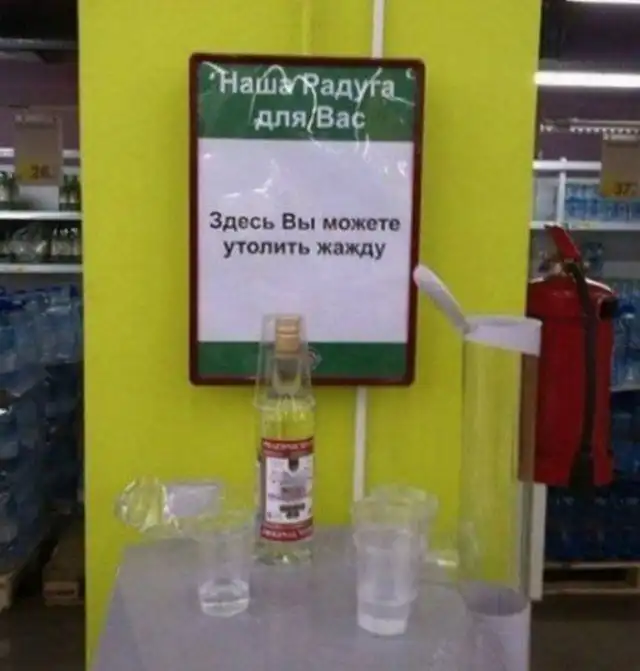 Наша Радуга
для Вас
Здесь Вы можете
утолить жажду